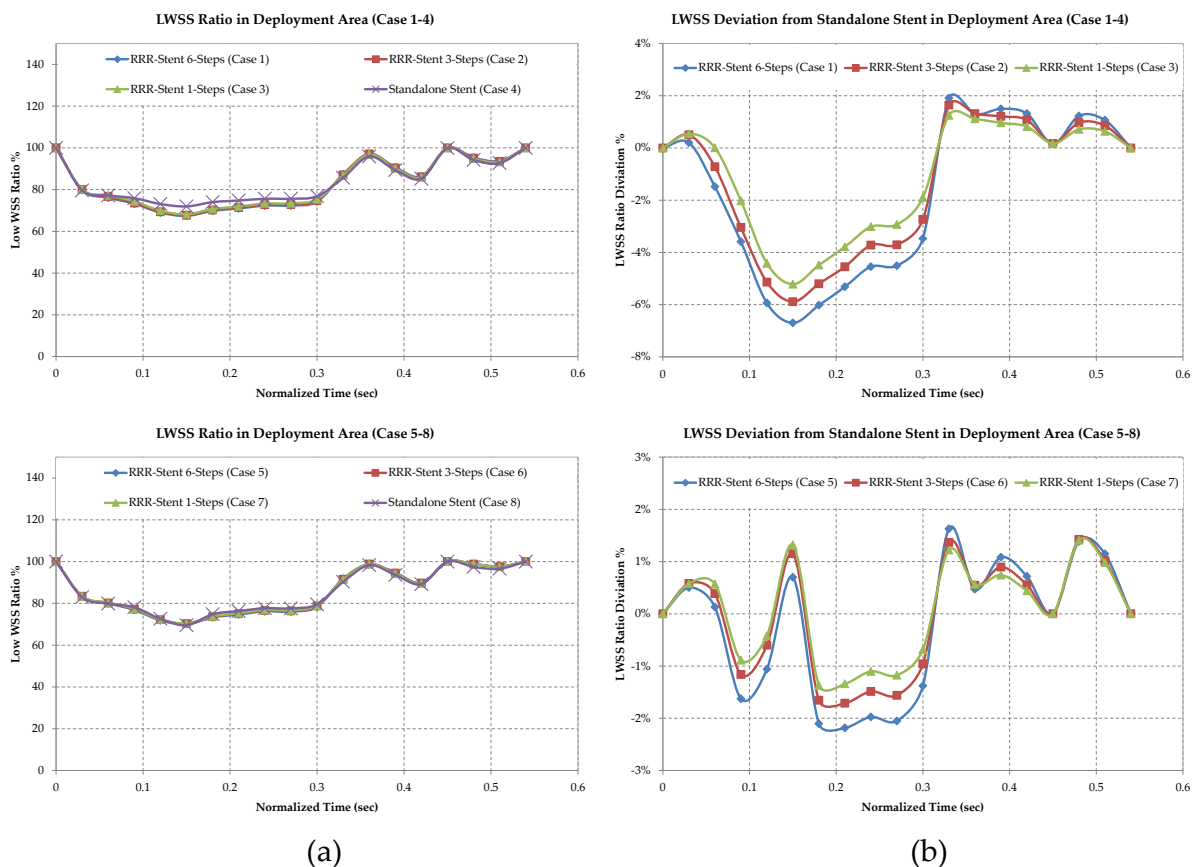 LWSS Ratio in Deployment Area (Case 1-4)
Low WSS Ratio %
140
120
100
80
60
40
20
0
RRR-Stent 6-Steps (Case 1)
RRR-Stent 3-Steps (Case 2)
RRR-Stent 1-Steps (Case 3)
Standalone Stent (Case 4)
0 0.1 0.2 0.3 0.4 0.5 0.6
Normalized Time (sec)
LWSS Deviation from Standalone Stent in Deployment Area (Case 1-4)
LWSS Ratio Diviation %
4%
2%
0%
-2%
-4%
-6%
-8%
RRR-Stent 6-Steps (Case 1) RRR-Stent 3-Steps (Case 2) RRR-Stent 1-Steps (Case 3)
0 0.1 0.2 0.3 0.4 0.5 0.6
Normalized Time (sec)
LWSS Ratio in Deployment Area (Case 5-8)
Low WSS Ratio %
140
120
100
80
60
40
20
0
RRR-Stent 6-Steps (Case 5)
RRR-Stent 3-Steps (Case 6)
RRR-Stent 1-Steps (Case 7)
Standalone Stent (Case 8)
0 0.1 0.2 0.3 0.4 0.5 0.6
Normalized Time (sec)
LWSS Deviation from Standalone Stent in Deployment Area (Case 5-8)
LWSS Ratio Diviation %
3%
2%
1%
0%
-1%
-2%
-3%
RRR-Stent 6-Steps (Case 5) RRR-Stent 3-Steps (Case 6) RRR-Stent 1-Steps (Case 7)
0 0.1 0.2 0.3 0.4 0.5 0.6
Normalized Time (sec)
(a)
(b)